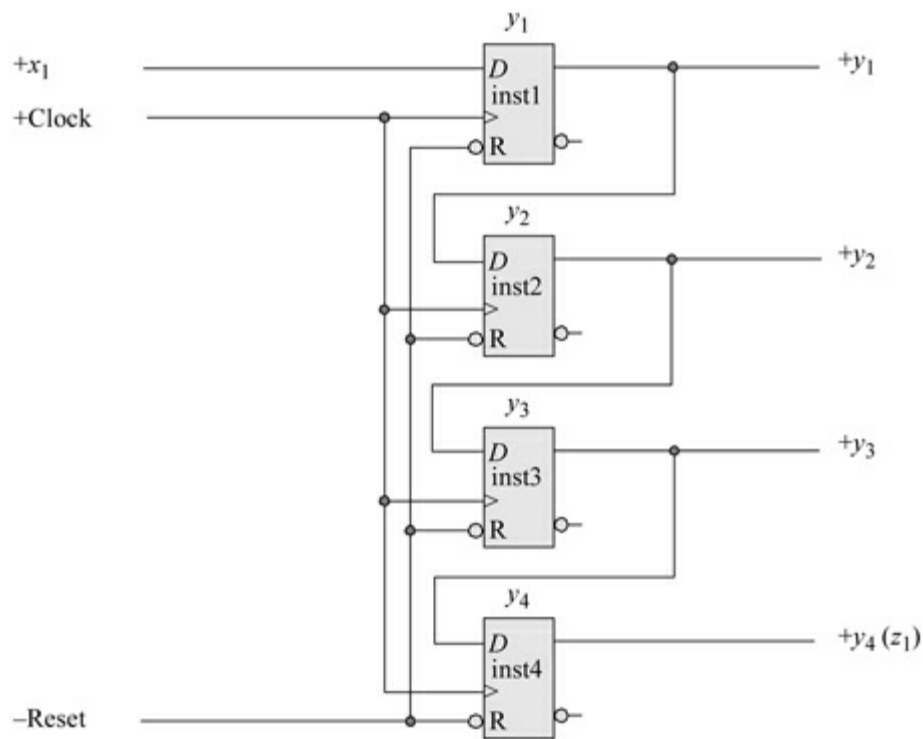 y₁
+x₁
D
+y₁
inst1
+Clock
R
y₂
D
+y₂
inst2
R
y₃
D
+y₃
inst3
R
y₄
D
+y₄ (z₁)
inst4
–Reset
R